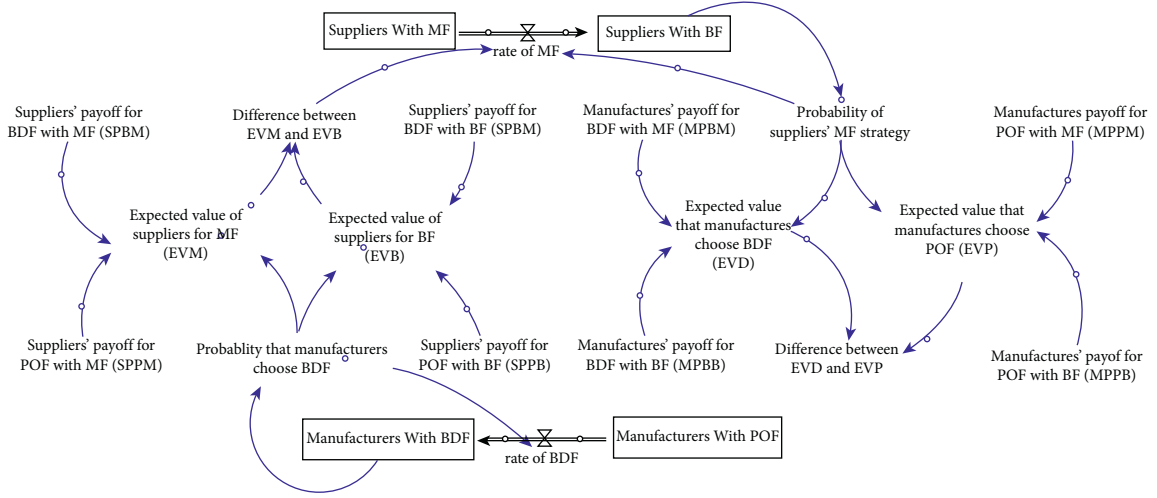 Suppliers With MF
Suppliers With BF
rate of MF
Suppliers' payoff for
BDF with MF (SPBM)
Difference between
EVM and EVB
Suppliers' payoff for
BDF with BF (SPBM)
Manufactures' payoff for
BDF with MF (MPBM)
Probability of
suppliers' MF strategy
Manufactures payoff for
POF with MF (MPPM)
Expected value of
suppliers for MF
(EVM)
Expected value of
suppliers for BF
(EVB)
Expected value
that manufactures
choose BDF
(EVD)
Expected value that
manufactures choose
POF (EVP)
Suppliers' payoff for
POF with MF (SPPM)
Probablity that manufacturers
choose BDF
Suppliers' payoff for
POF with BF (SPPB)
Manufactures' payoff for
BDF with BF (MPBB)
Difference between
EVD and EVP
Manufactures' payof for
POF with BF (MPPB)
Manufacturers With BDF
Manufacturers With POF
rate of BDF